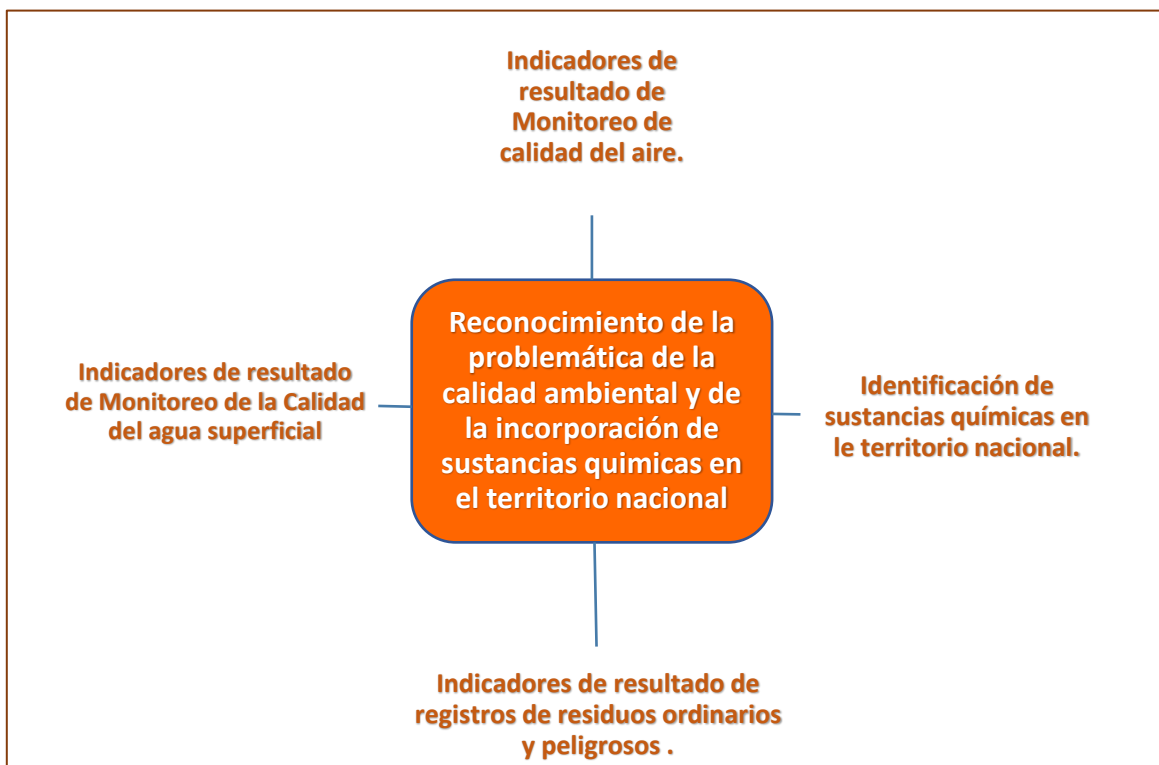 Indicadores de
resultado de
Monitoreo de
calidad del aire.
Reconocimiento de la
problemática de la
calidad ambiental y de
la incorporación de
sustancias quimicas en
el territorio nacional
Indicadores de resultado
de Monitoreo de la Calidad
del agua superficial
Identificación de
sustancias químicas en
le territorio nacional.
Indicadores de resultado de
registros de residuos ordinarios
y peligrosos .